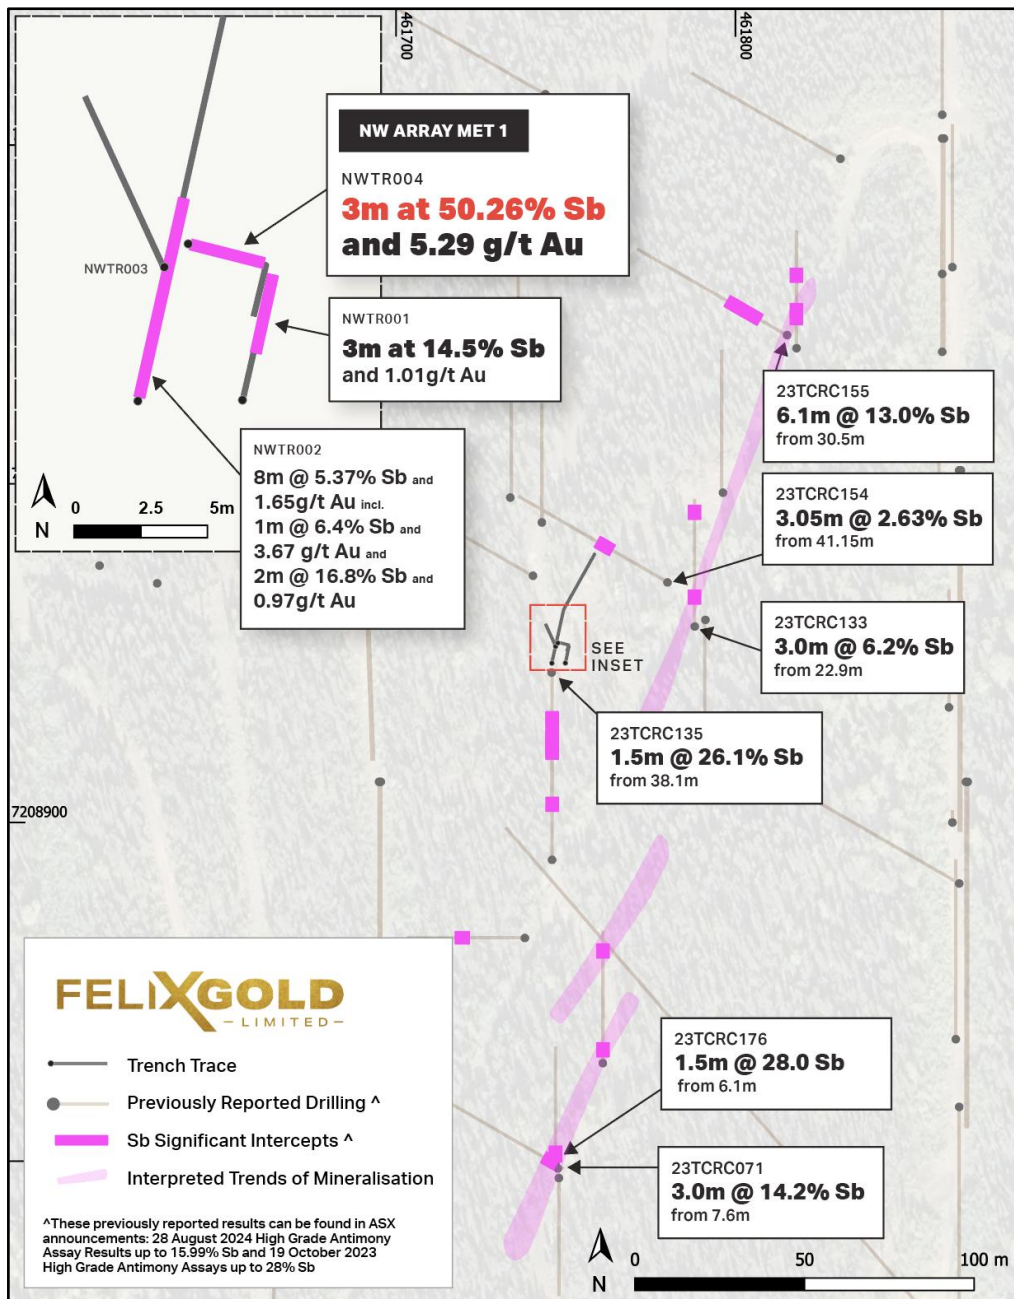 461700
461800
NW ARRAY MET 1
NWTR004
3m at 50.26% Sb
and 5.29 g/t Au
NWTR003
NWTR001
3m at 14.5% Sb
and 1.01g/t Au
NWTR002
8m @ 5.37% Sb and
1.65g/t Au incl.
1m @ 6.4% Sb and
3.67 g/t Au and
2m @ 16.8% Sb and
0.97g/t Au
N
0 2.5 5m
23TCRC155
6.1m @ 13.0% Sb
from 30.5m
23TCRC154
3.05m @ 2.63% Sb
from 41.15m
23TCRC133
3.0m @ 6.2% Sb
from 22.9m
SEE
INSET
23TCRC135
1.5m @ 26.1% Sb
from 38.1m
7208900
FELIXGOLD
LIMITED
Trench Trace
Previously Reported Drilling ^
Sb Significant Intercepts ^
Interpreted Trends of Mineralisation
^These previously reported results can be found in ASX
announcements: 28 August 2024 High Grade Antimony
Assay Results up to 15.99% Sb and 19 October 2023
High Grade Antimony Assays up to 28% Sb
23TCRC176
1.5m @ 28.0 Sb
from 6.1m
23TCRC071
3.0m @ 14.2% Sb
from 7.6m
N
0 50 100 m